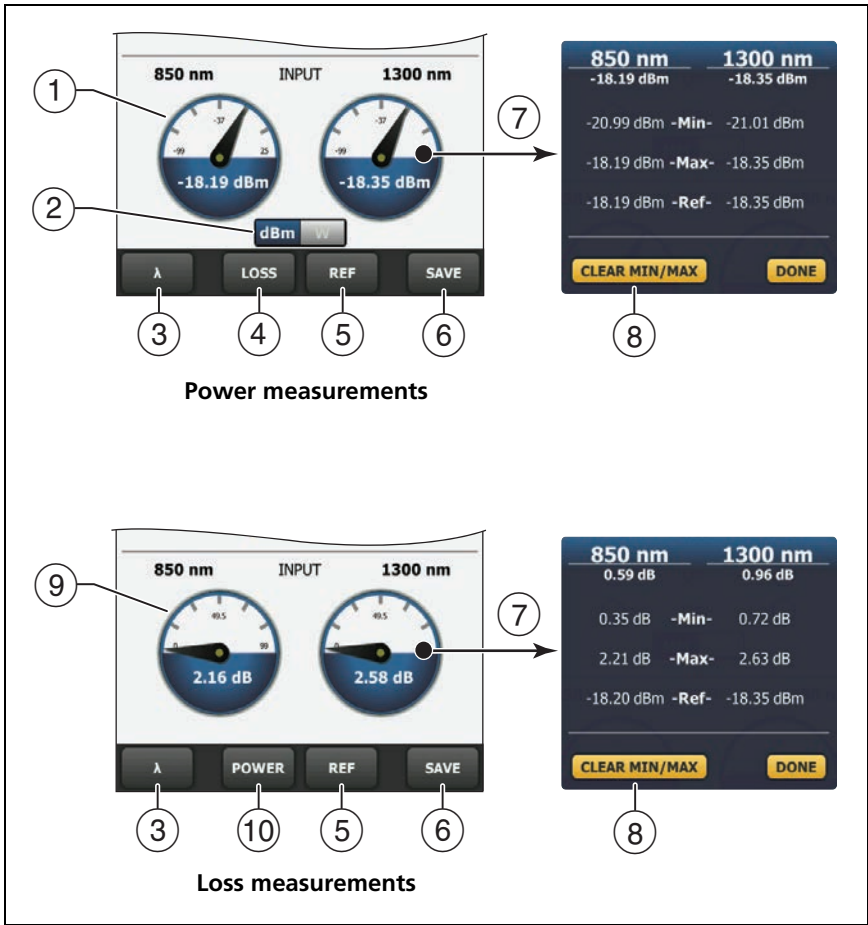 850 nm INPUT 1300 nm
1
-37 -37
-99 25 -99
-18.19 dBm -18.35 dBm
2
dBm W
λ LOSS REF SAVE
3 4 5 6
7
850 nm 1300 nm
-18.19 dBm -18.35 dBm
-20.99 dBm -Min- -21.01 dBm
-18.19 dBm -Max- -18.35 dBm
-18.19 dBm -Ref- -18.35 dBm
CLEAR MIN/MAX DONE
8
Power measurements
850 nm INPUT 1300 nm
9
49.5 49.5
0 99 0
2.16 dB 2.58 dB
λ POWER REF SAVE
3 10 5 6
7
850 nm 1300 nm
0.59 dB 0.96 dB
0.35 dB -Min- 0.72 dB
2.21 dB -Max- 2.63 dB
-18.20 dBm -Ref- -18.35 dBm
CLEAR MIN/MAX DONE
8
Loss measurements